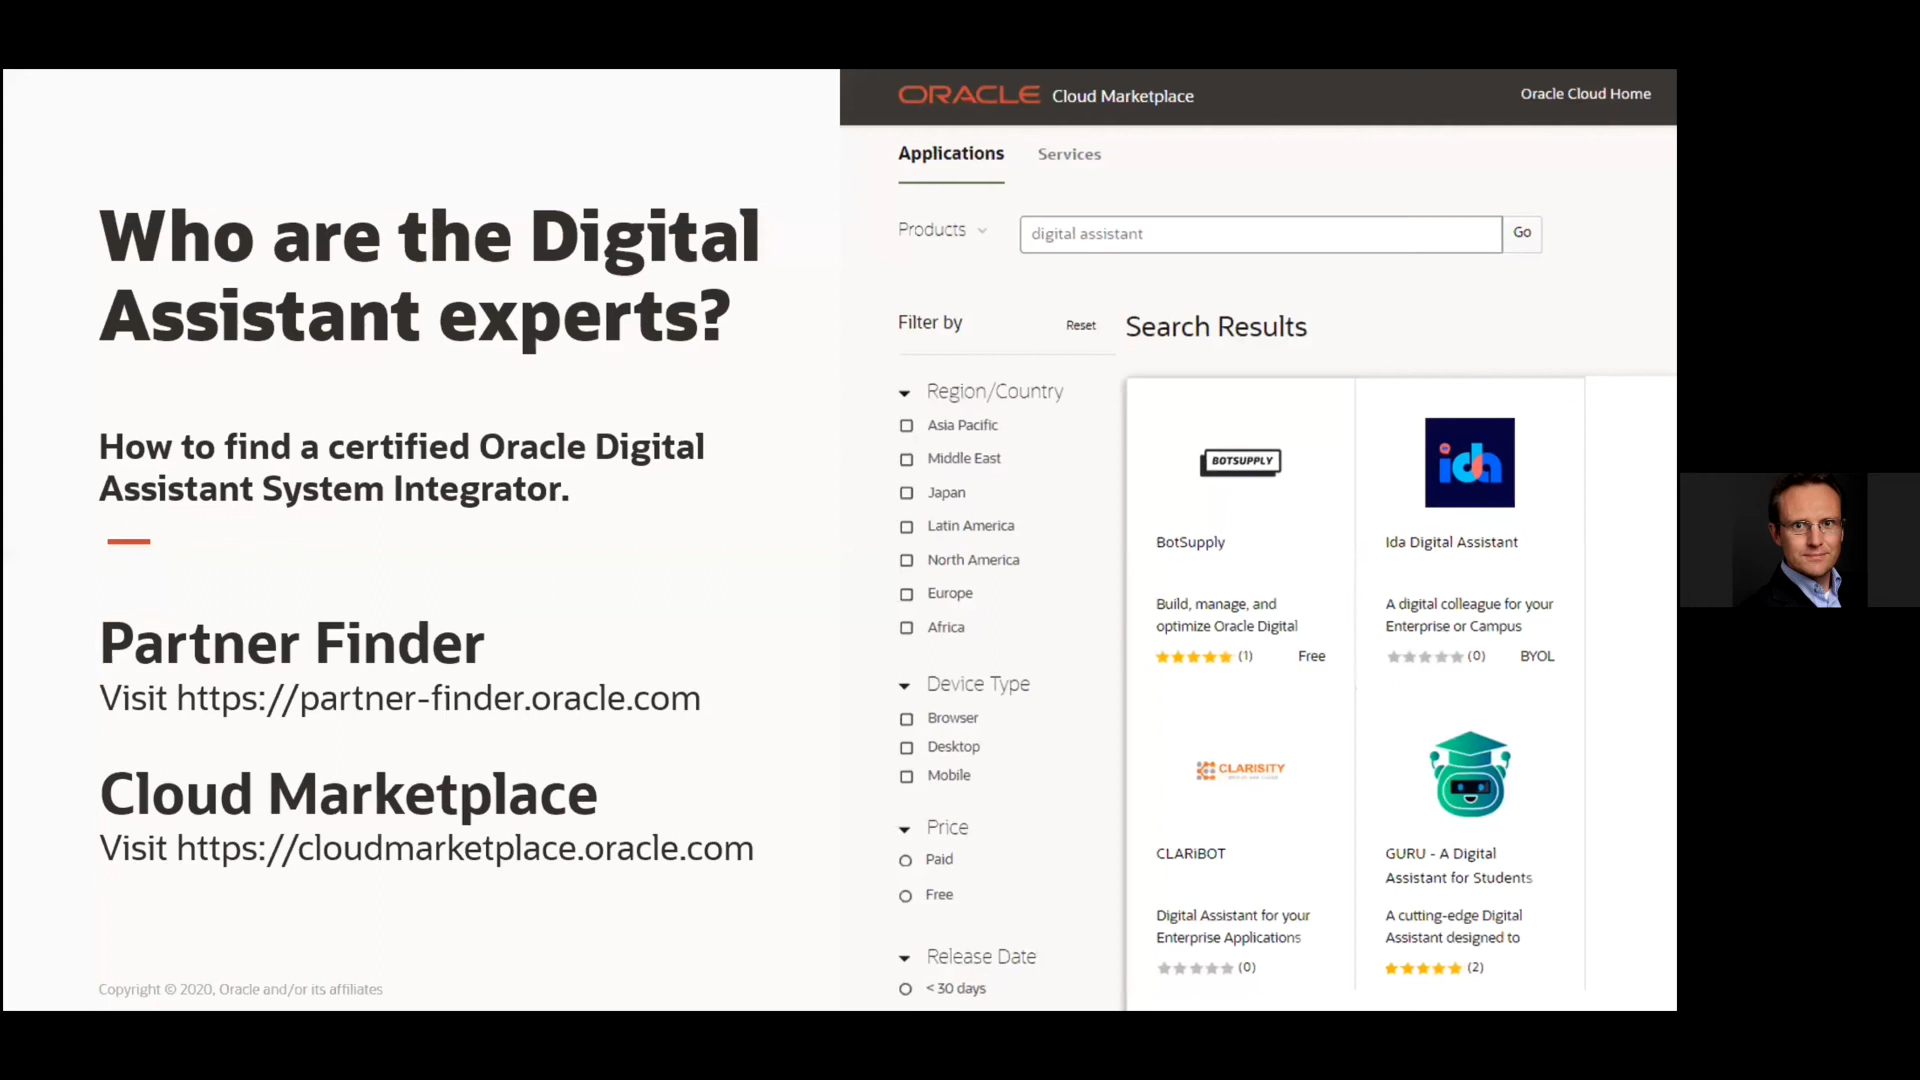 Who are the Digital
Assistant experts?
How to find a certified Oracle Digital
Assistant System Integrator.
Partner Finder
Visit https://partner-finder.oracle.com
Cloud Marketplace
Visit https://cloudmarketplace.oracle.com
Copyright © 2020, Oracle and/or its affiliates
ORACLE Cloud Marketplace
Oracle Cloud Home
Applications Services
Products
digital assistant
Go
Filter by
Reset
Region/Country
Asia Pacific
Middle East
Japan
Latin America
North America
Europe
Africa
Device Type
Browser
Desktop
Mobile
Price
Paid
Free
Release Date
< 30 days
Search Results
BOTSUPPLY
BotSupply
Build, manage, and
optimize Oracle Digital
(1) Free
ida
Ida Digital Assistant
A digital colleague for your
Enterprise or Campus
(0) BYOL
CLARISITY
CLARiBOT
Digital Assistant for your
Enterprise Applications
(0)
GURU - A Digital
Assistant for Students
A cutting-edge Digital
Assistant designed to
(2)